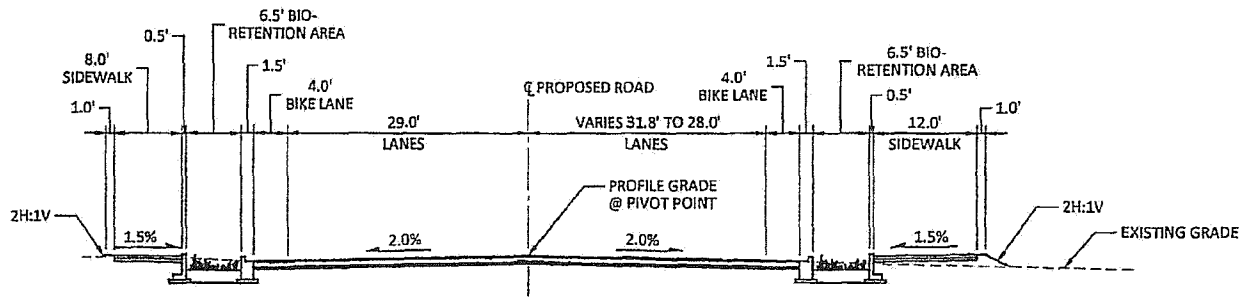 6.5' BIO-
RETENTION AREA
0.5'
8.0'
SIDEWALK
1.5'
4.0'
BIKE LANE
1.0'
29.0'
LANES
℄ PROPOSED ROAD
VARIES 31.8' TO 28.0'
LANES
4.0'
BIKE LANE
1.5'
6.5' BIO-
RETENTION AREA
0.5'
12.0'
SIDEWALK
1.0'
PROFILE GRADE
@ PIVOT POINT
2H:1V
1.5%
2.0%
2.0%
1.5%
2H:1V
EXISTING GRADE